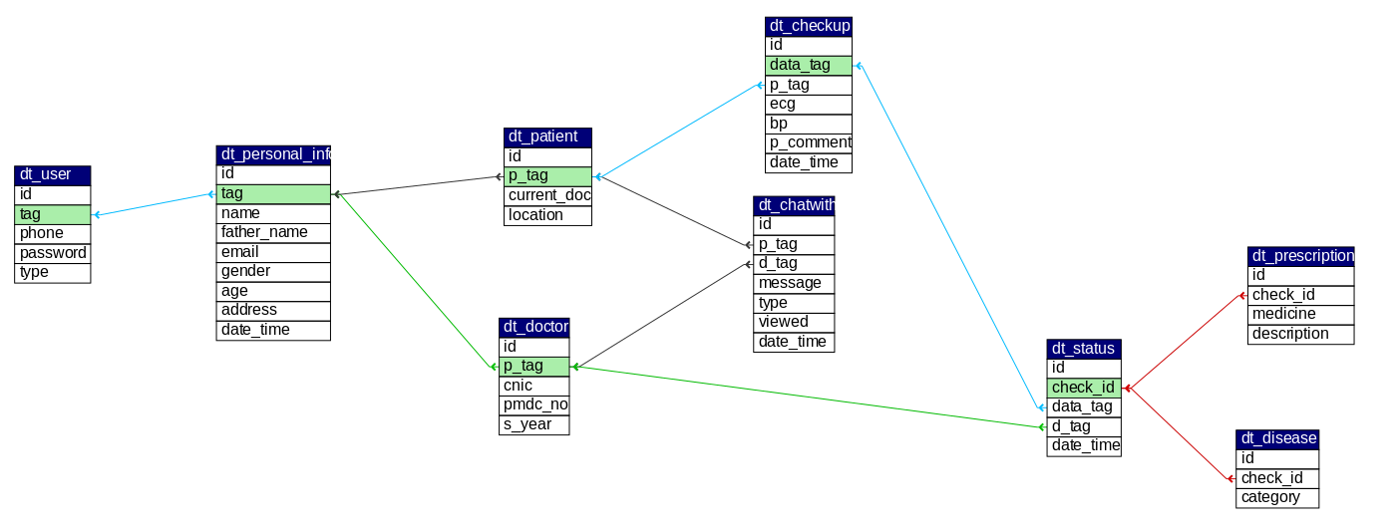 dt_user
id
tag
phone
password
type
dt_personal_info
id
tag
name
father_name
email
gender
age
address
date_time
dt_patient
id
p_tag
current_doc
location
dt_doctor
id
p_tag
cnic
pmdc_no
s_year
dt_checkup
id
data_tag
p_tag
ecg
bp
p_comment
date_time
dt_chatwith
id
p_tag
d_tag
message
type
viewed
date_time
dt_status
id
check_id
data_tag
d_tag
date_time
dt_prescription
id
check_id
medicine
description
dt_disease
id
check_id
category